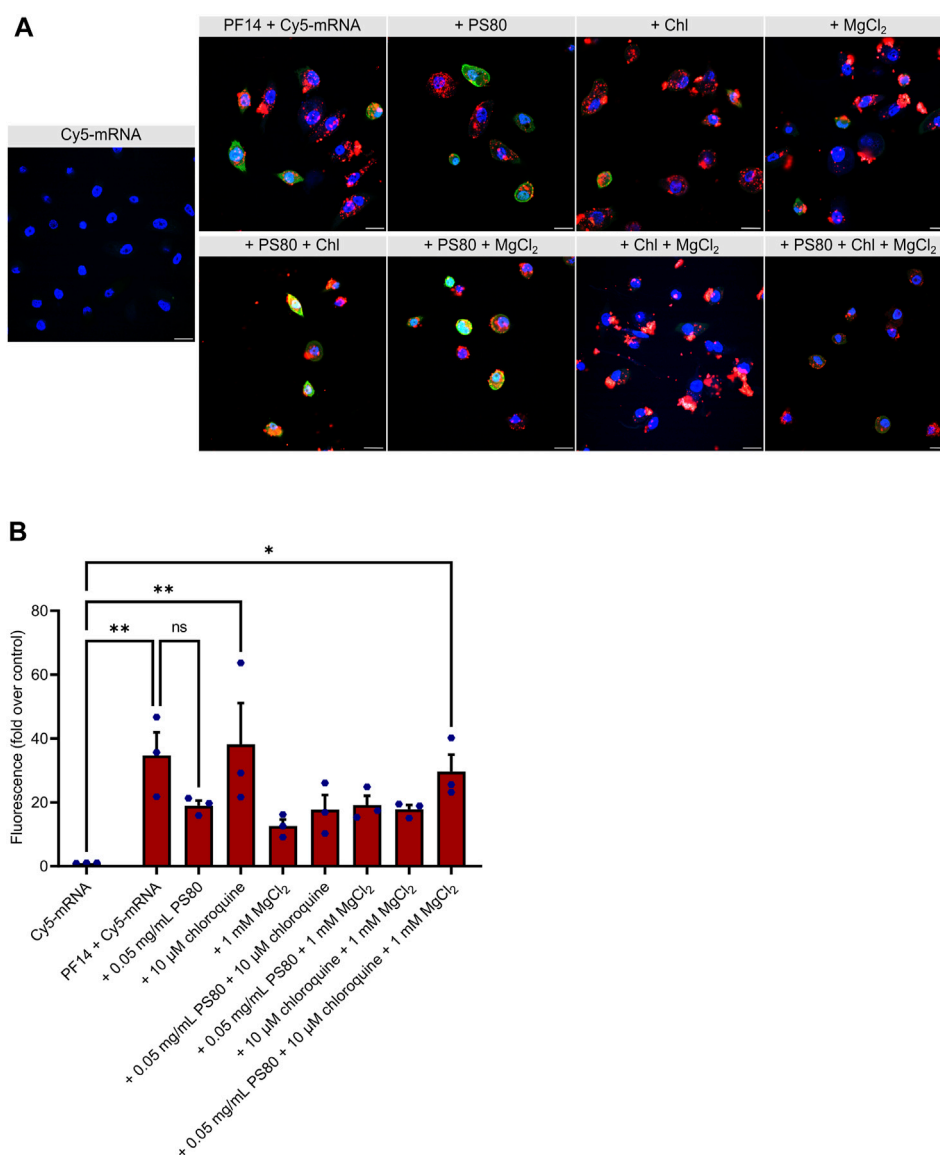 A
PF14 + Cy5-mRNA
+ PS80
+ Chl
+ MgCl₂
Cy5-mRNA
+ PS80 + Chl
+ PS80 + MgCl₂
+ Chl + MgCl₂
+ PS80 + Chl + MgCl₂
B
*
**
**
ns
Fluorescence (fold over control)
80
60
40
20
0
Cy5-mRNA
PF14 + Cy5-mRNA
+ 0.05 mg/mL PS80
+ 10 µM chloroquine
+ 1 mM MgCl₂
+ 0.05 mg/mL PS80 + 10 µM chloroquine
+ 0.05 mg/mL PS80 + 1 mM MgCl₂
+ 10 µM chloroquine + 1 mM MgCl₂
+ 0.05 mg/mL PS80 + 10 µM chloroquine + 1 mM MgCl₂